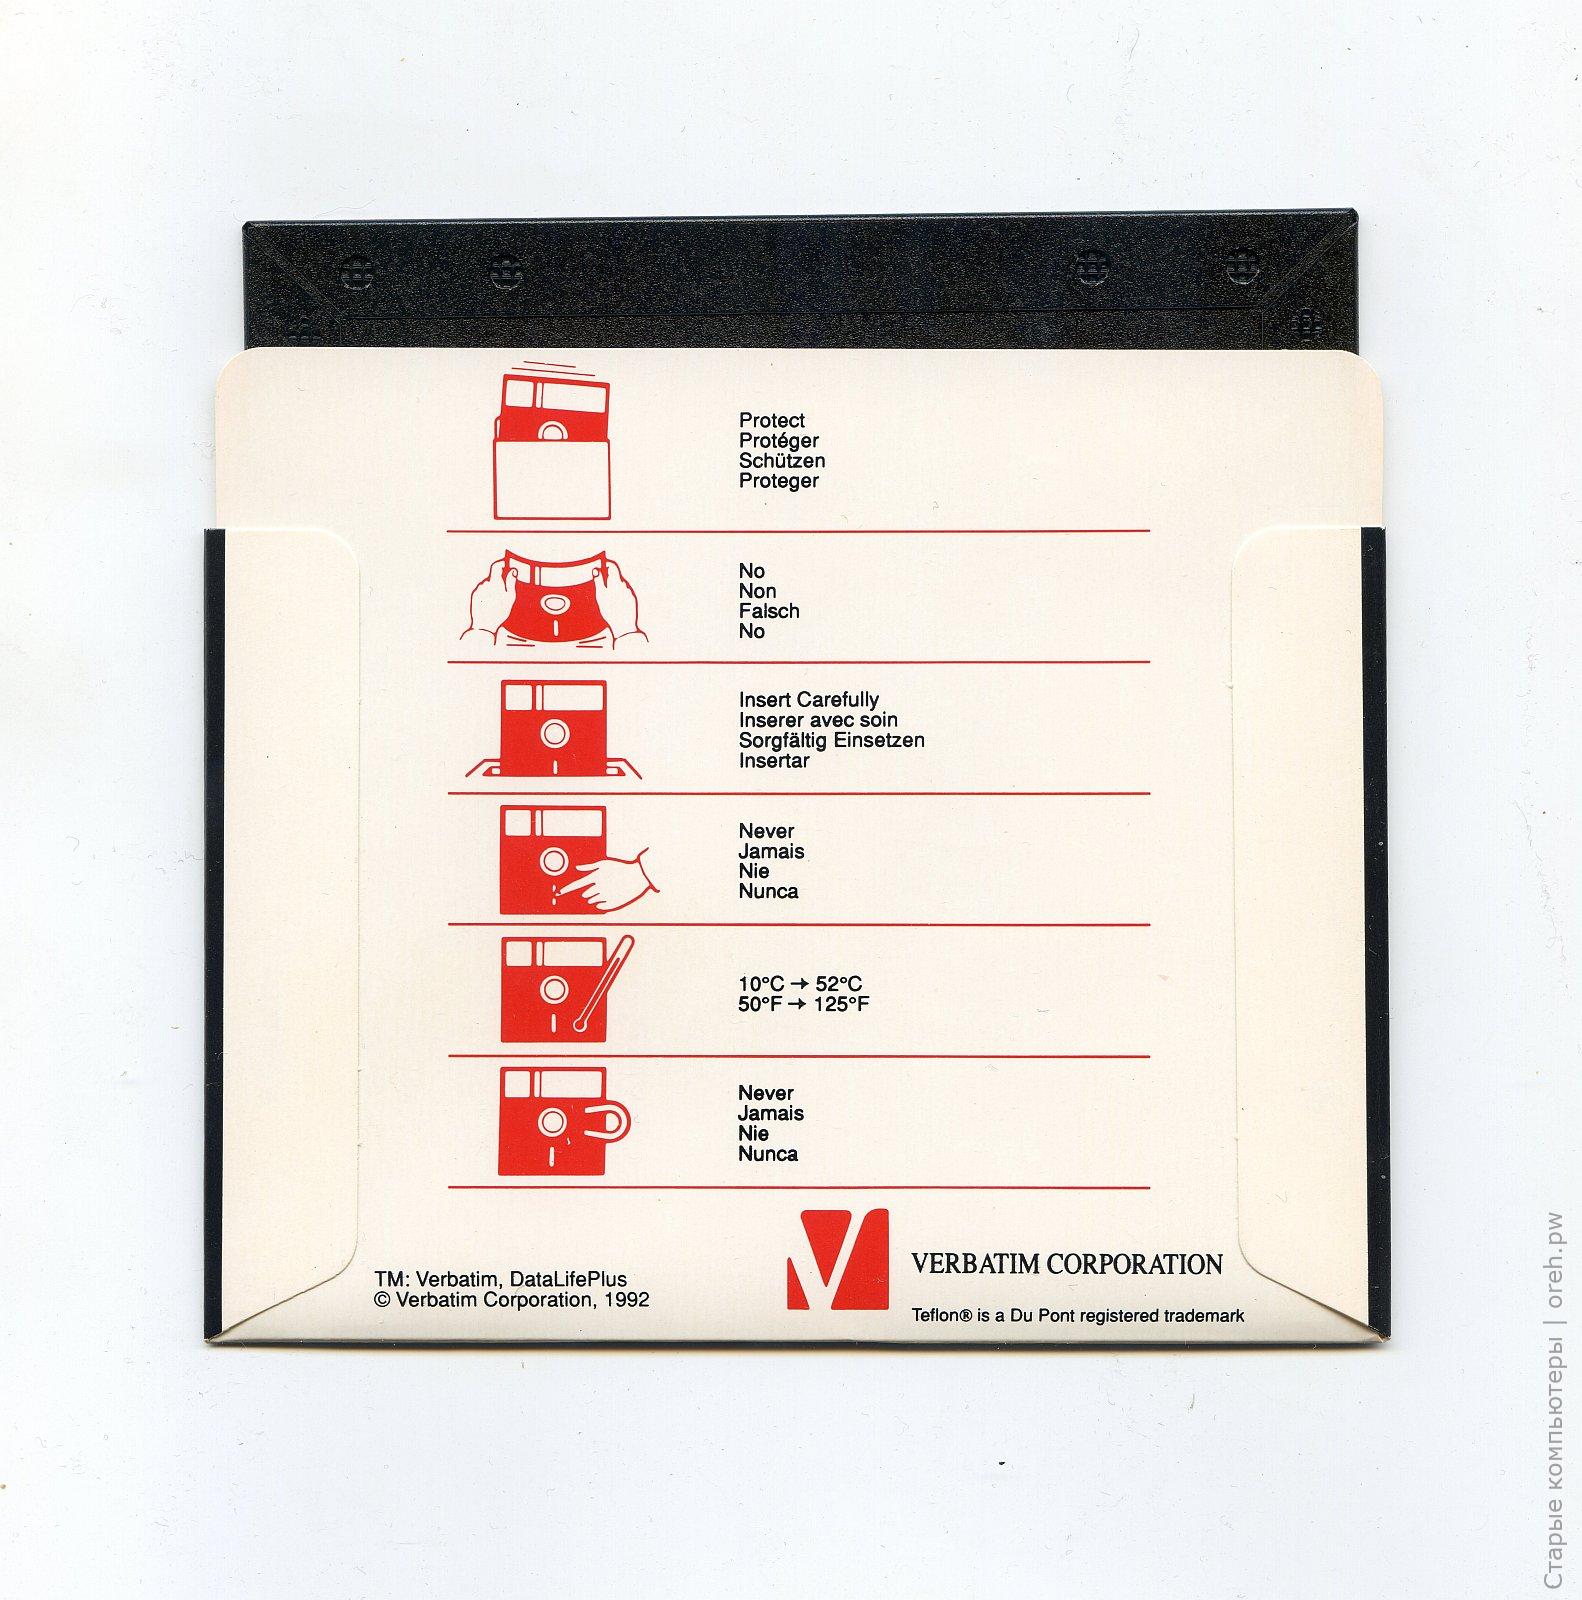 Protect
Protéger
Schützen
Proteger
No
Non
Falsch
No
Insert Carefully
Inserer avec soin
Sorgfältig Einsetzen
Insertar
Never
Jamais
Nie
Nunca
10°C → 52°C
50°F → 125°F
Never
Jamais
Nie
Nunca
TM: Verbatim, DataLifePlus
© Verbatim Corporation, 1992
VERBATIM CORPORATION
Teflon® is a Du Pont registered trademark
Старые компьютеры | oreh.pw